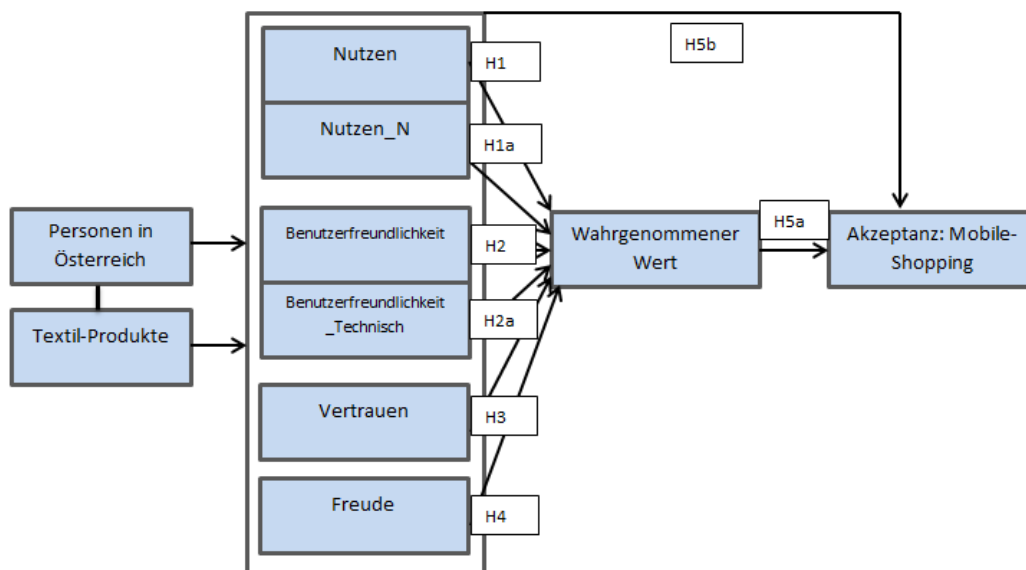 Nutzen
H1
H5b
Nutzen_N
H1a
Personen in
Österreich
Benutzerfreundlichkeit
H2
Wahrgenommener
Wert
H5a
Akzeptanz: Mobile-
Shopping
Textil-Produkte
Benutzerfreundlichkeit
_Technisch
H2a
Vertrauen
H3
Freude
H4